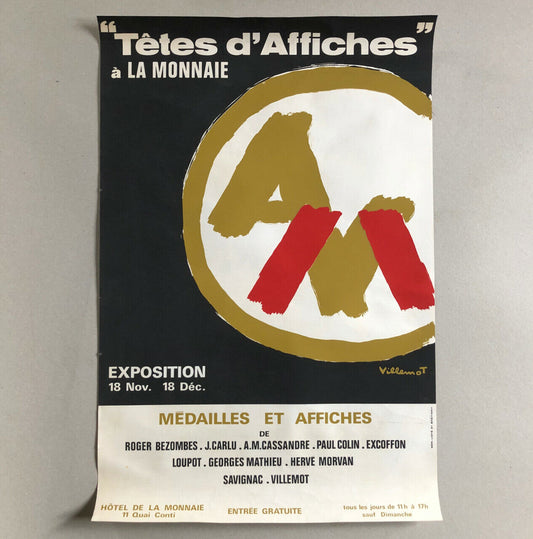 “Têtes d'Affiches”
à LA MONNAIE
AM
Villemot
EXPOSITION
18 Nov. 18 Déc.
MÉDAILLES ET AFFICHES
DE
ROGER BEZOMBES . J.CARLU . A.M.CASSANDRE . PAUL COLIN . EXCOFFON
LOUPOT . GEORGES MATHIEU . HERVÉ MORVAN
SAVIGNAC . VILLEMOT
HÔTEL DE LA MONNAIE
11 Quai Conti
ENTRÉE GRATUITE
tous les jours de 11h à 17h
sauf Dimanche